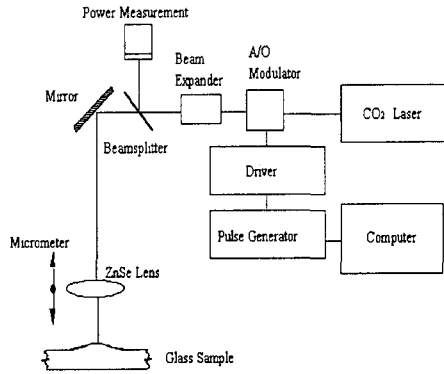 Power Measurement
Beam
Expander
A/O
Modulator
Mirror
CO₂ Laser
Beamsplitter
Driver
Pulse Generator
Computer
Micrometer
ZnSe Lens
Glass Sample